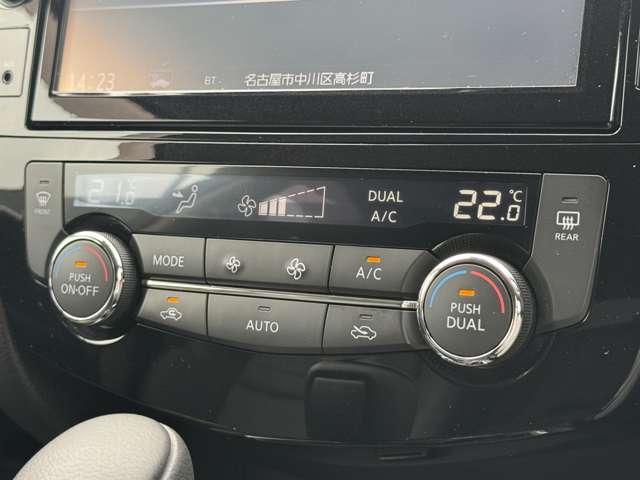 14:23
BT
名古屋市中川区高杉町
FRONT
21.6
DUAL
A/C
22.0
°C
REAR
PUSH
ON·OFF
MODE
A/C
PUSH
DUAL
AUTO